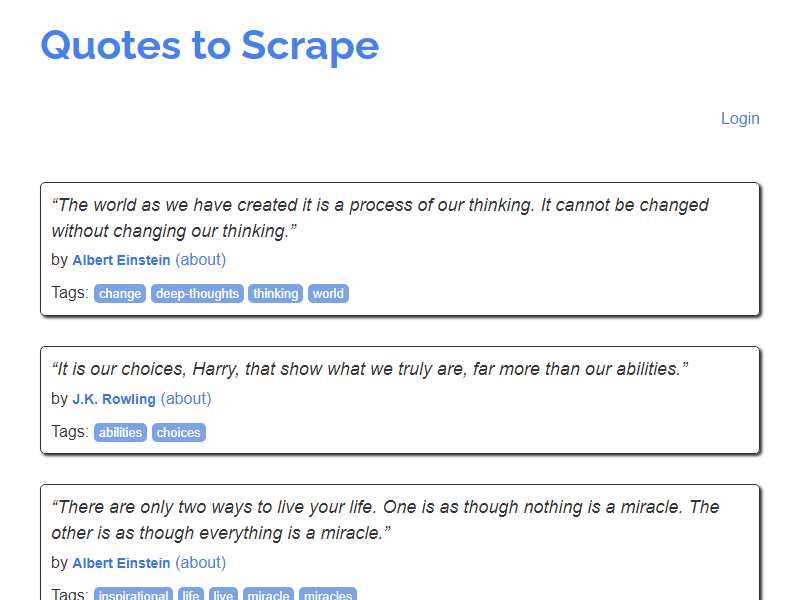 Quotes to Scrape
Login
“The world as we have created it is a process of our thinking. It cannot be changed
without changing our thinking.”
by Albert Einstein (about)
Tags: change deep-thoughts thinking world
“It is our choices, Harry, that show what we truly are, far more than our abilities.”
by J.K. Rowling (about)
Tags: abilities choices
“There are only two ways to live your life. One is as though nothing is a miracle. The
other is as though everything is a miracle.”
by Albert Einstein (about)
Tags: inspirational life live miracle miracles